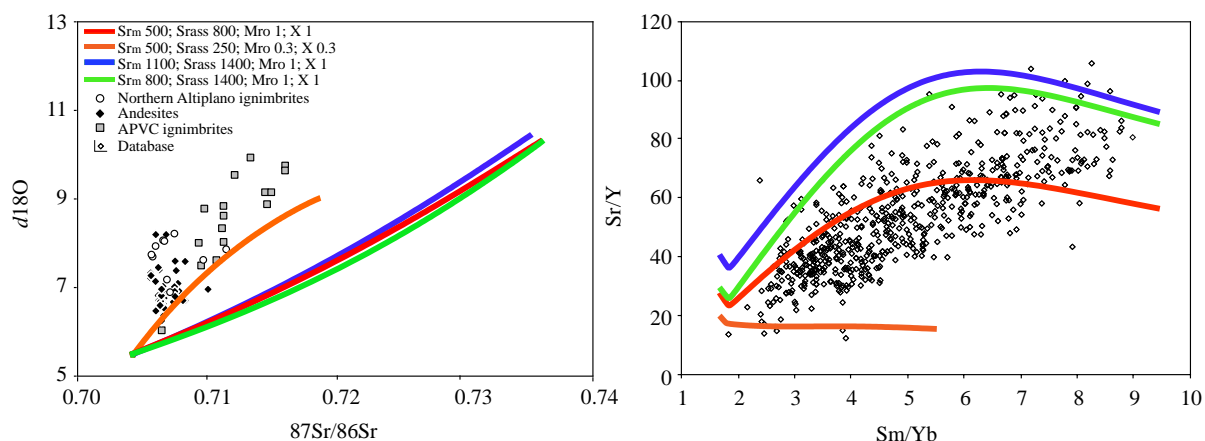 13
11
9
7
5
d18O
Srm 500; Srass 800; Mro 1; X 1
Srm 500; Srass 250; Mro 0.3; X 0.3
Srm 1100; Srass 1400; Mro 1; X 1
Srm 800; Srass 1400; Mro 1; X 1
Northern Altiplano ignimbrites
Andesites
APVC ignimbrites
Database
0.70 0.71 0.72 0.73 0.74
87Sr/86Sr
120
100
80
60
40
20
0
Sr/Y
1 2 3 4 5 6 7 8 9 10
Sm/Yb